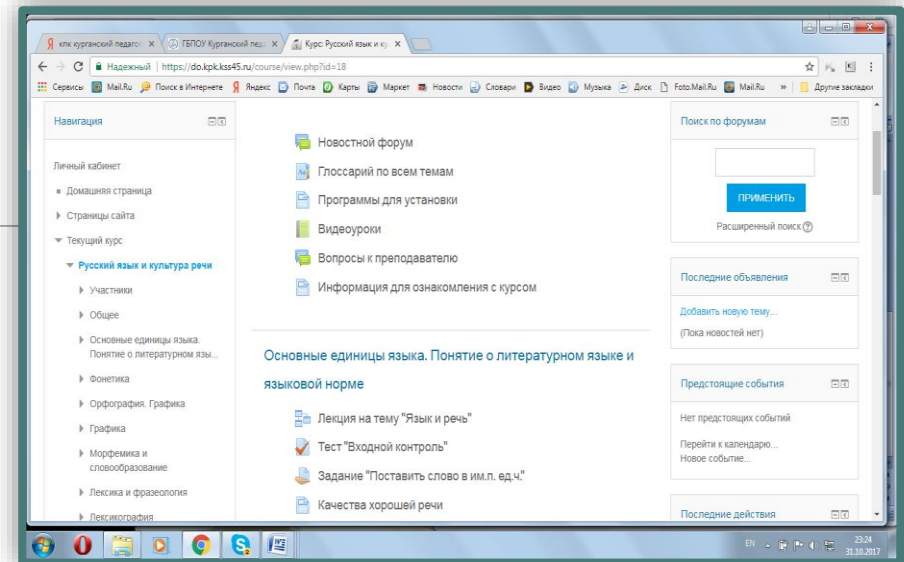 кпк курганский педагог
ГБПОУ Курганский пед
Курс: Русский язык и ку
Надежный | https://do.kpk.kss45.ru/course/view.php?id=18
Сервисы Mail.Ru Поиск в Интернете Яндекс Почта Карты Маркет Новости Словари Видео Музыка Диск Foto.Mail.Ru Mail.Ru » Другие закладки
Навигация
Личный кабинет
Домашняя страница
Страницы сайта
Текущий курс
Русский язык и культура речи
Участники
Общее
Основные единицы языка.
Понятие о литературном язы...
Фонетика
Орфография. Графика
Графика
Морфемика и
словообразование
Лексика и фразеология
Лексикография
Новостной форум
Глоссарий по всем темам
Программы для установки
Видеоуроки
Вопросы к преподавателю
Информация для ознакомления с курсом
Основные единицы языка. Понятие о литературном языке и
языковой норме
Лекция на тему "Язык и речь"
Тест "Входной контроль"
Задание "Поставить слово в им.п. ед.ч."
Качества хорошей речи
Поиск по форумам
ПРИМЕНИТЬ
Расширенный поиск
Последние объявления
Добавить новую тему...
(Пока новостей нет)
Предстоящие события
Нет предстоящих событий
Перейти к календарю...
Новое событие...
Последние действия
EN
23:24
31.10.2017